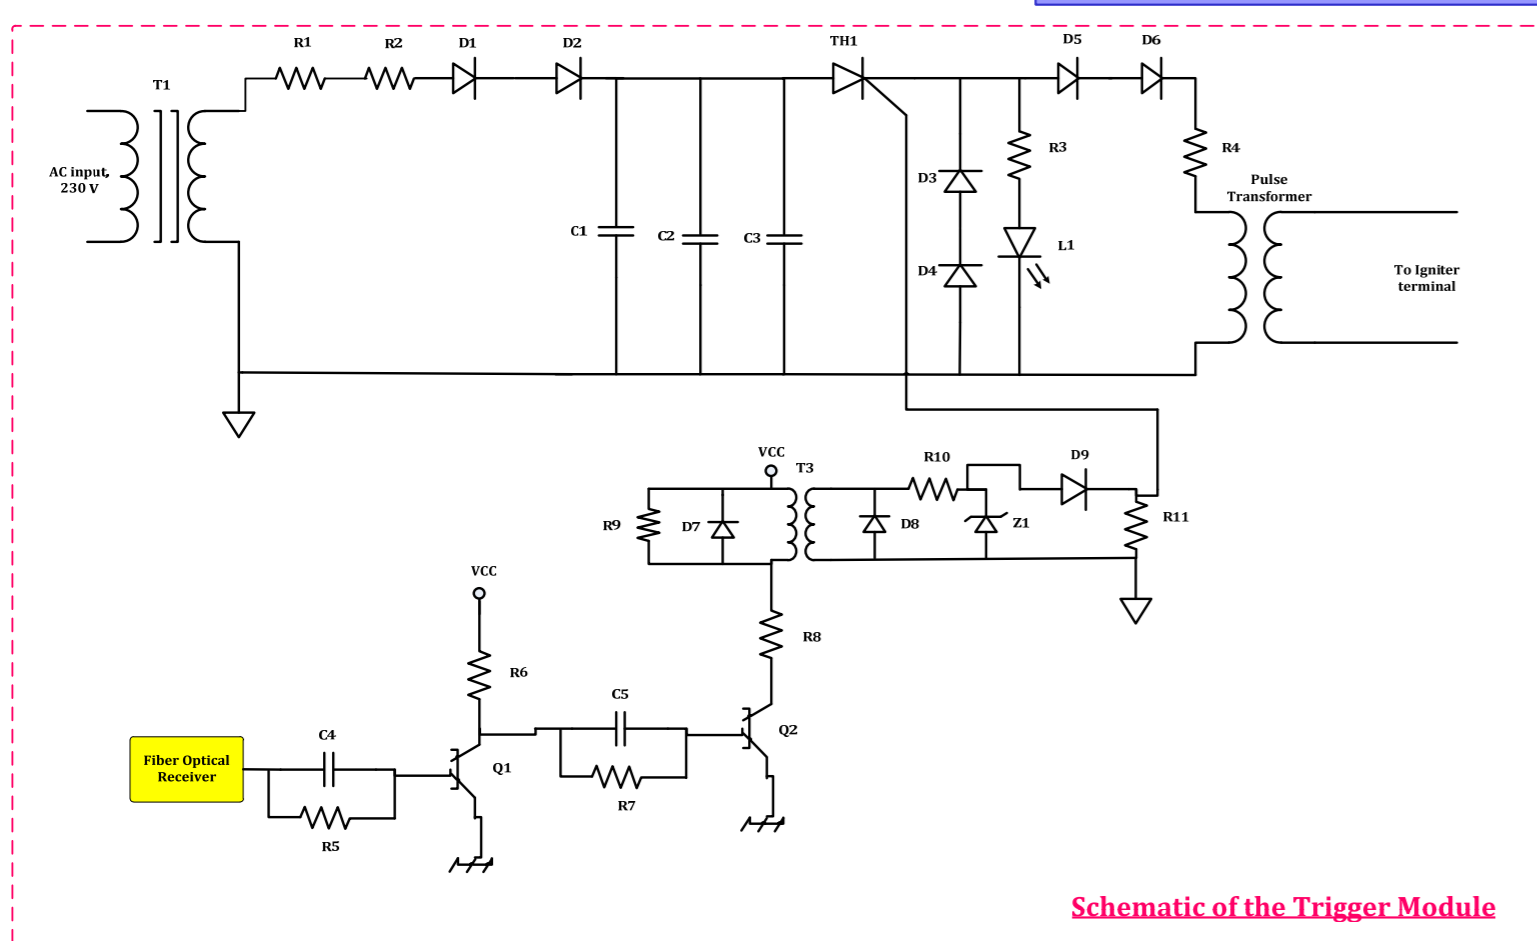 R1
R2
D1
D2
TH1
D5
D6
T1
AC input,
230 V
C1
C2
C3
D3
D4
R3
L1
R4
Pulse
Transformer
To Igniter
terminal
VCC
T3
R10
D9
R9
D7
D8
Z1
R11
VCC
R8
R6
C5
Q2
Fiber Optical
Receiver
C4
Q1
R7
R5
Schematic of the Trigger Module